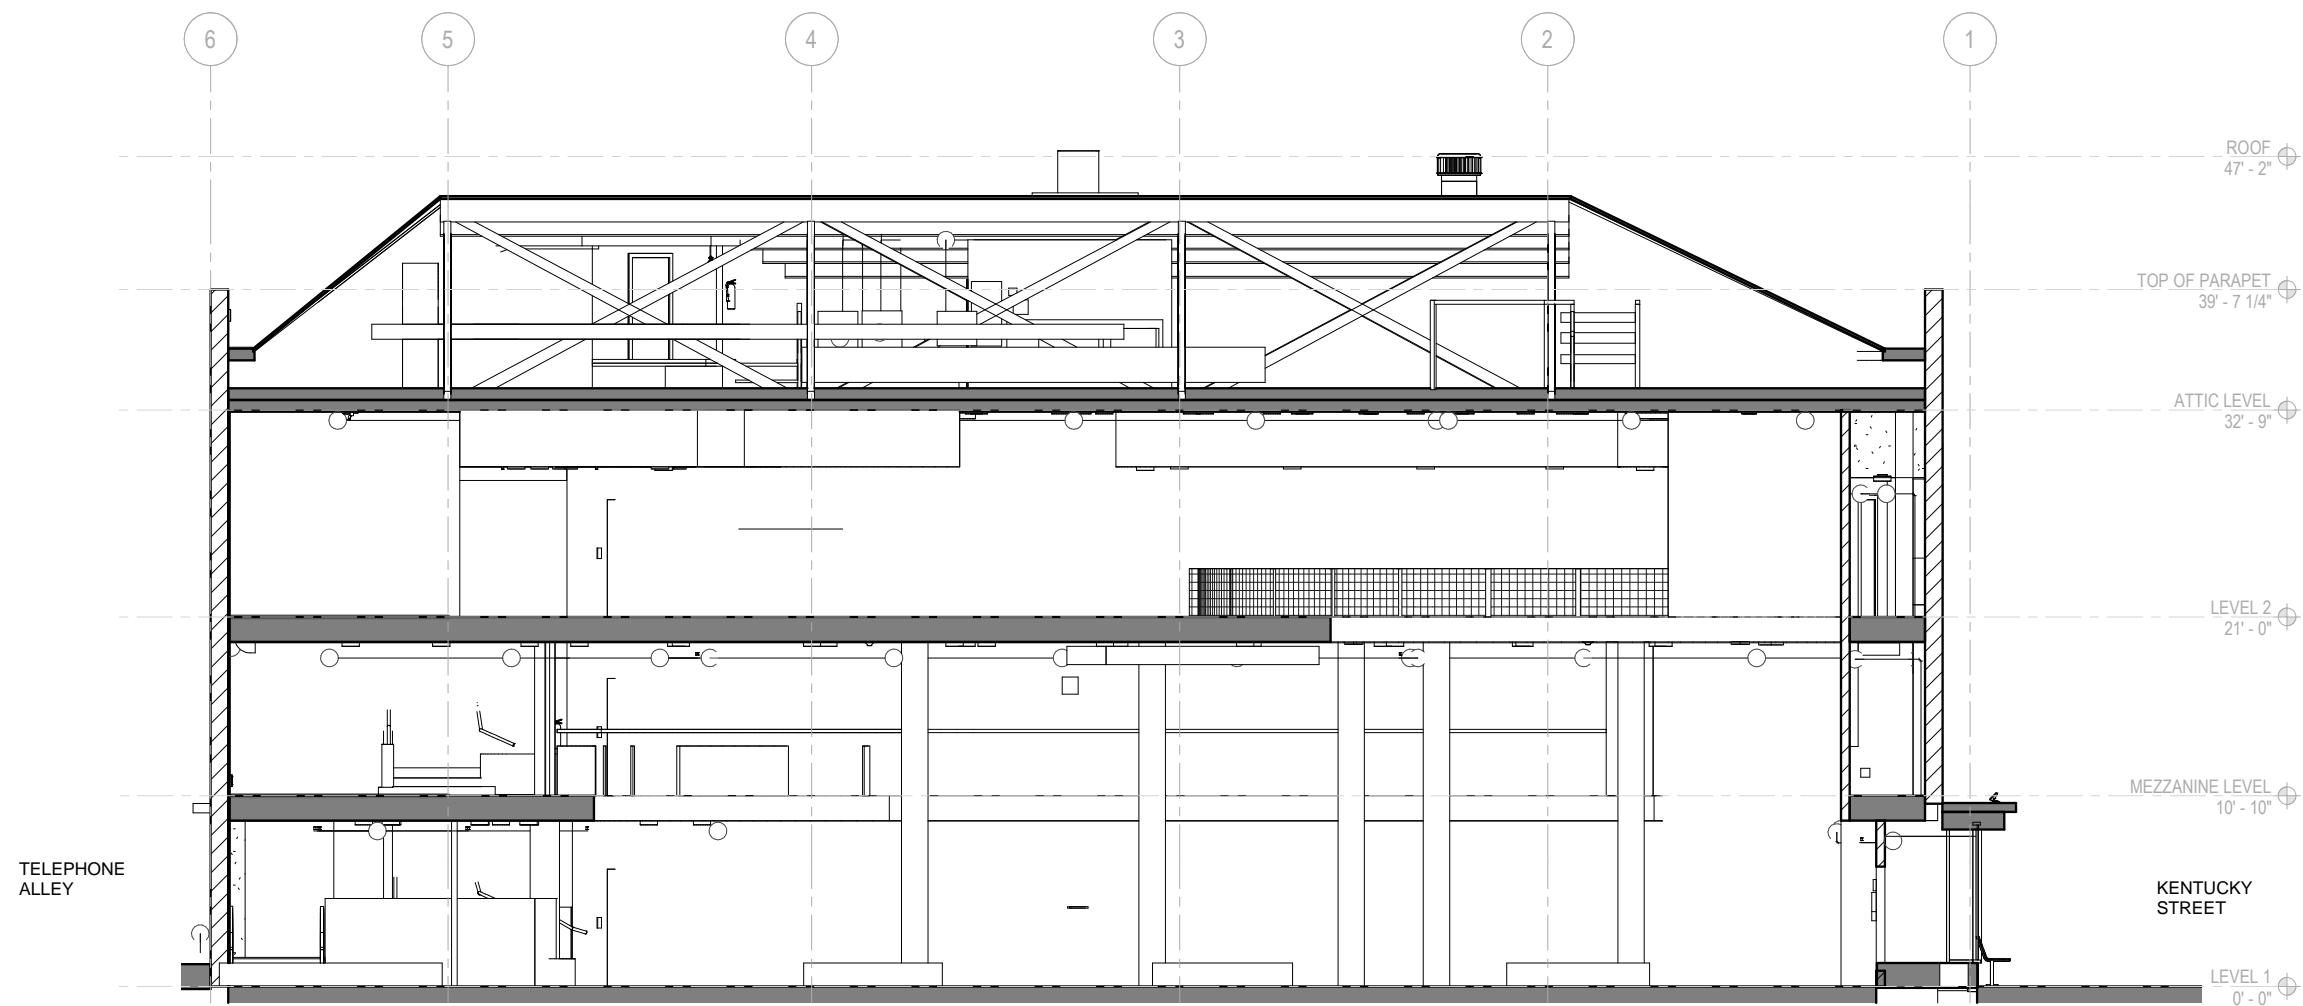 6 5 4 3 2 1
ROOF
47' - 2"
TOP OF PARAPET
39' - 7 1/4"
ATTIC LEVEL
32' - 9"
LEVEL 2
21' - 0"
MEZZANINE LEVEL
10' - 10"
TELEPHONE
ALLEY
KENTUCKY
STREET
LEVEL 1
0' - 0"